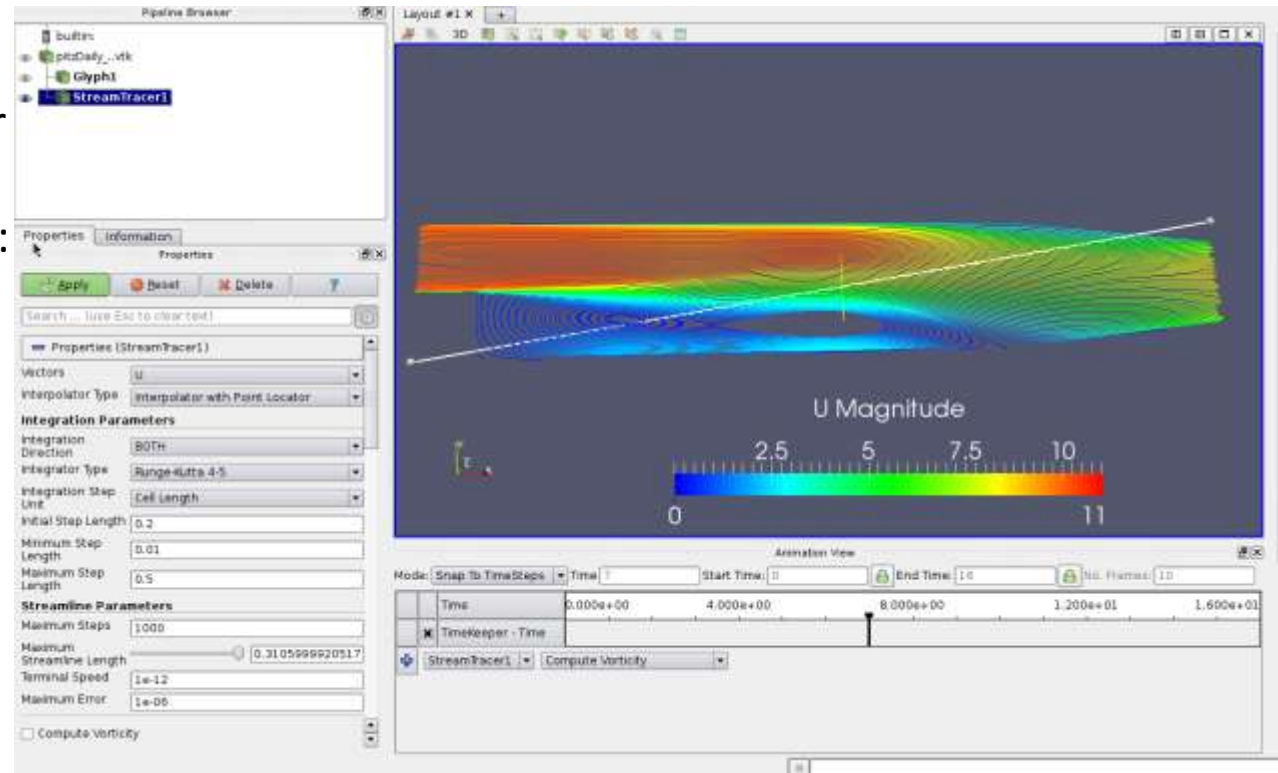 Pipeline Browser
builtin:
pitzDaily_..vtk
Glyph1
StreamTracer1
r
:
Properties Information
Properties
Apply Reset Delete ?
Search ... (use Esc to clear text)
Properties (StreamTracer1)
Vectors U
Interpolator Type Interpolator with Point Locator
Integration Parameters
Integration Direction BOTH
Integrator Type Runge-Kutta 4-5
Integration Step Unit Cell Length
Initial Step Length 0.2
Minimum Step Length 0.01
Maximum Step Length 0.5
Streamline Parameters
Maximum Steps 1000
Maximum Streamline Length 0.3105999920517
Terminal Speed 1e-12
Maximum Error 1e-06
Compute Vorticity
Layout #1 X +
3D
U Magnitude
2.5 5 7.5 10
0 11
Animation View
Mode: Snap To TimeSteps Time: 7 Start Time: 0 End Time: 16 No. Frames: 10
Time 0.000e+00 4.000e+00 8.000e+00 1.200e+01 1.600e+01
TimeKeeper - Time
StreamTracer1 Compute Vorticity